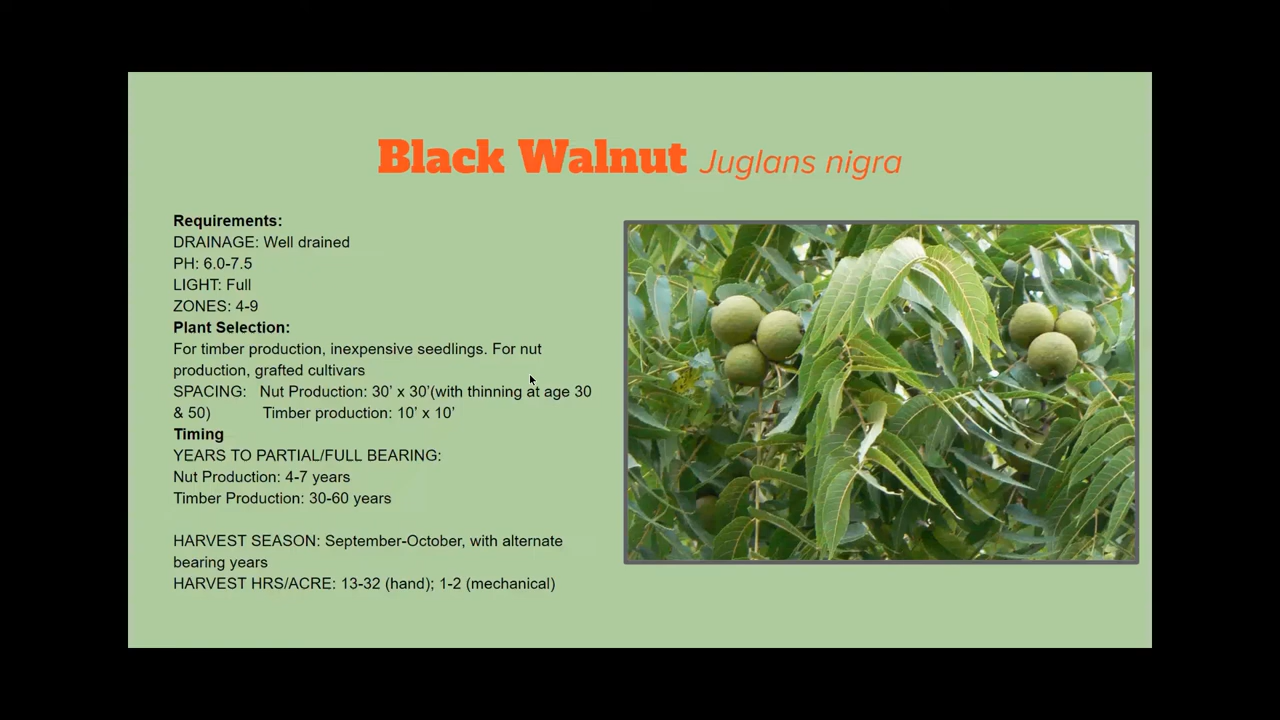 Black Walnut Juglans nigra
Requirements:
DRAINAGE: Well drained
PH: 6.0-7.5
LIGHT: Full
ZONES: 4-9
Plant Selection:
For timber production, inexpensive seedlings. For nut
production, grafted cultivars
SPACING: Nut Production: 30’ x 30’(with thinning at age 30
& 50) Timber production: 10’ x 10’
Timing
YEARS TO PARTIAL/FULL BEARING:
Nut Production: 4-7 years
Timber Production: 30-60 years
HARVEST SEASON: September-October, with alternate
bearing years
HARVEST HRS/ACRE: 13-32 (hand); 1-2 (mechanical)